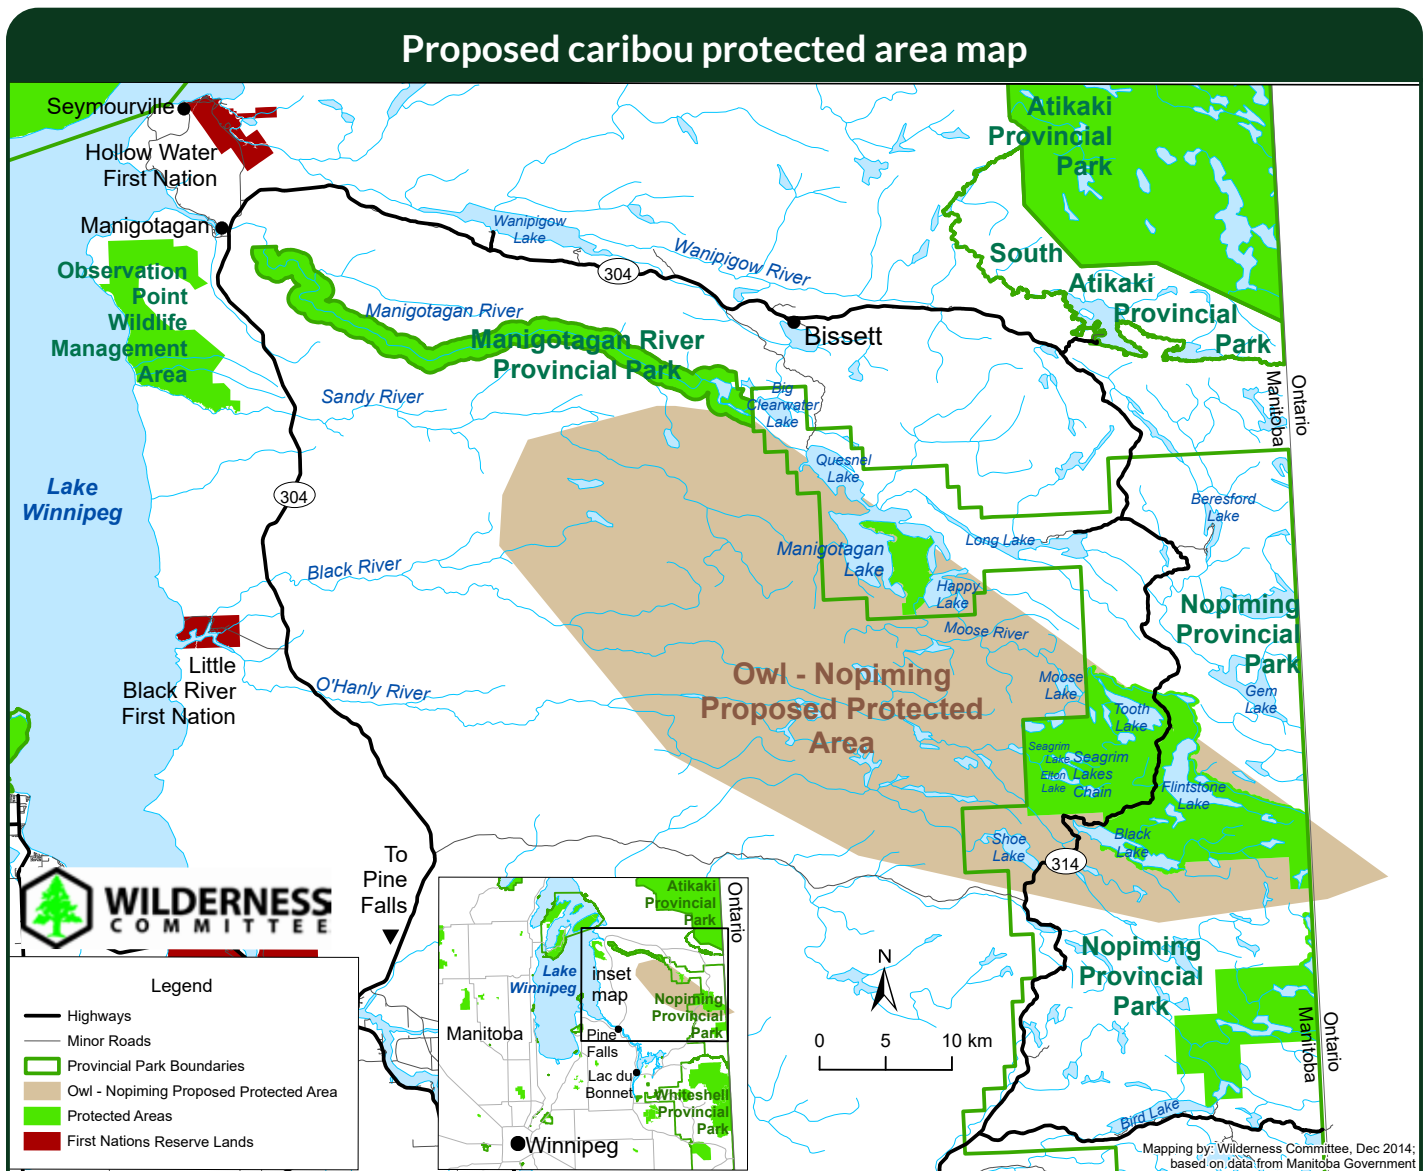 Proposed caribou protected area map
Seymourville
Hollow Water
First Nation
Manigotagan
Observation
Point
Wildlife
Management
Area
Atikaki
Provincial
Park
South
Atikaki
Provincial
Park
Wanipigow
Lake
Wanipigow River
304
Manigotagan River
Manigotagan River
Provincial Park
Bissett
Ontario
Manitoba
Sandy River
Big
Clearwater
Lake
Quesnel
Lake
Lake
Winnipeg
304
Beresford
Lake
Long Lake
Manigotagan
Lake
Happy
Lake
Black River
Moose River
Nopiming
Provincial
Park
Little
Black River
First Nation
O'Hanly River
Owl - Nopiming
Proposed Protected
Area
Moose
Lake
Gem
Lake
Tooth
Lake
Seagrim
Lake
Seagrim
Lakes
Chain
Elton
Lake
Flintstone
Lake
Shoe
Lake
Black
Lake
314
To
Pine
Falls
WILDERNESS
COMMITTEE
Nopiming
Provincial
Park
N
0 5 10 km
Ontario
Manitoba
Bird Lake
Legend
Highways
Minor Roads
Provincial Park Boundaries
Owl - Nopiming Proposed Protected Area
Protected Areas
First Nations Reserve Lands
Atikaki
Provincial
Park
Ontario
Lake
Winnipeg
inset
map
Nopiming
Provincial
Park
Manitoba
Pine
Falls
Lac du
Bonnet
Whiteshell
Provincial
Park
Winnipeg
Mapping by: Wilderness Committee, Dec 2014;
based on data from Manitoba Government